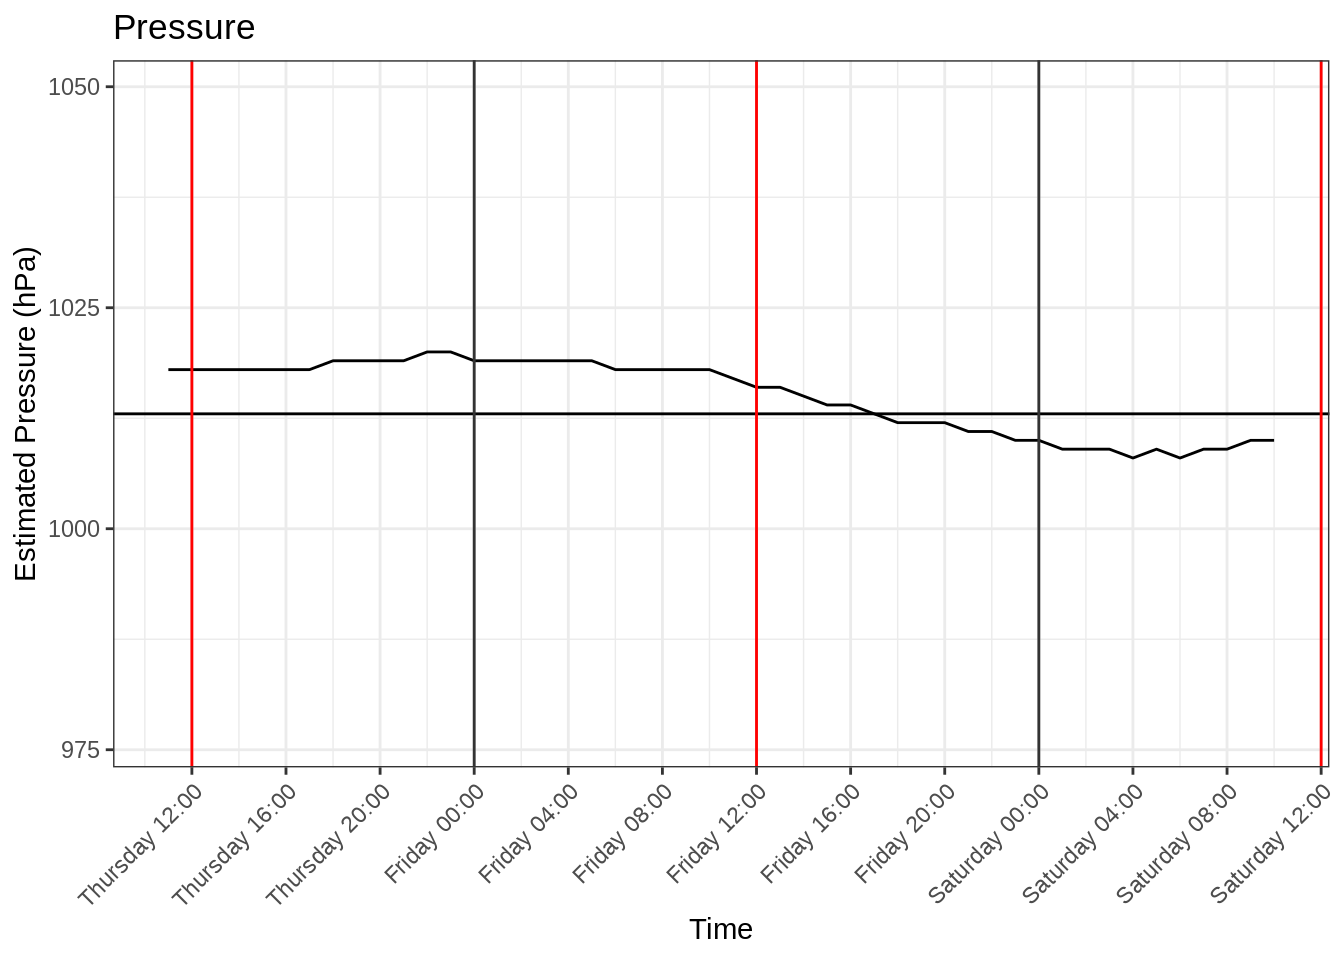 Pressure
Estimated Pressure (hPa)
1050
1025
1000
975
Thursday 12:00
Thursday 16:00
Thursday 20:00
Friday 00:00
Friday 04:00
Friday 08:00
Friday 12:00
Friday 16:00
Friday 20:00
Saturday 00:00
Saturday 04:00
Saturday 08:00
Saturday 12:00
Time